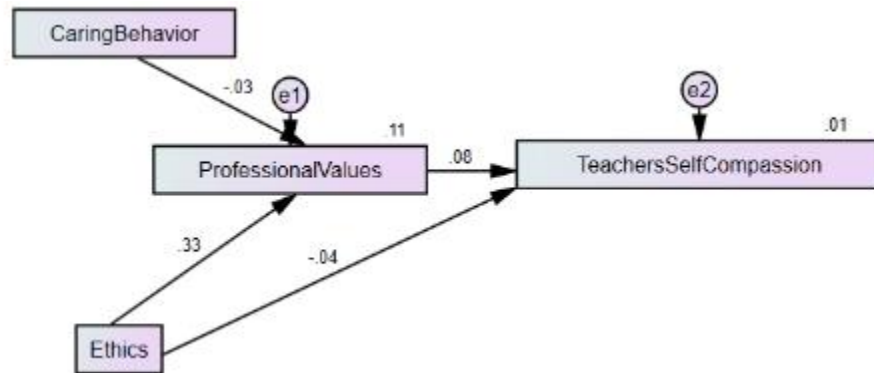 CaringBehavior
-.03
e1
e2
.11
.01
ProfessionalValues
.08
TeachersSelfCompassion
.33
-.04
Ethics